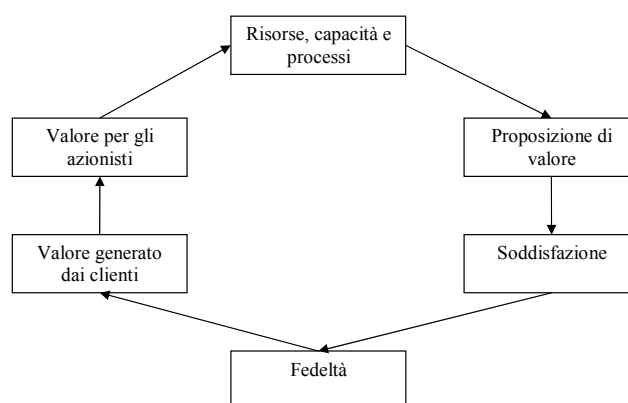 Risorse, capacità e
processi
Valore per gli
azionisti
Proposizione di
valore
Valore generato
dai clienti
Soddisfazione
Fedeltà